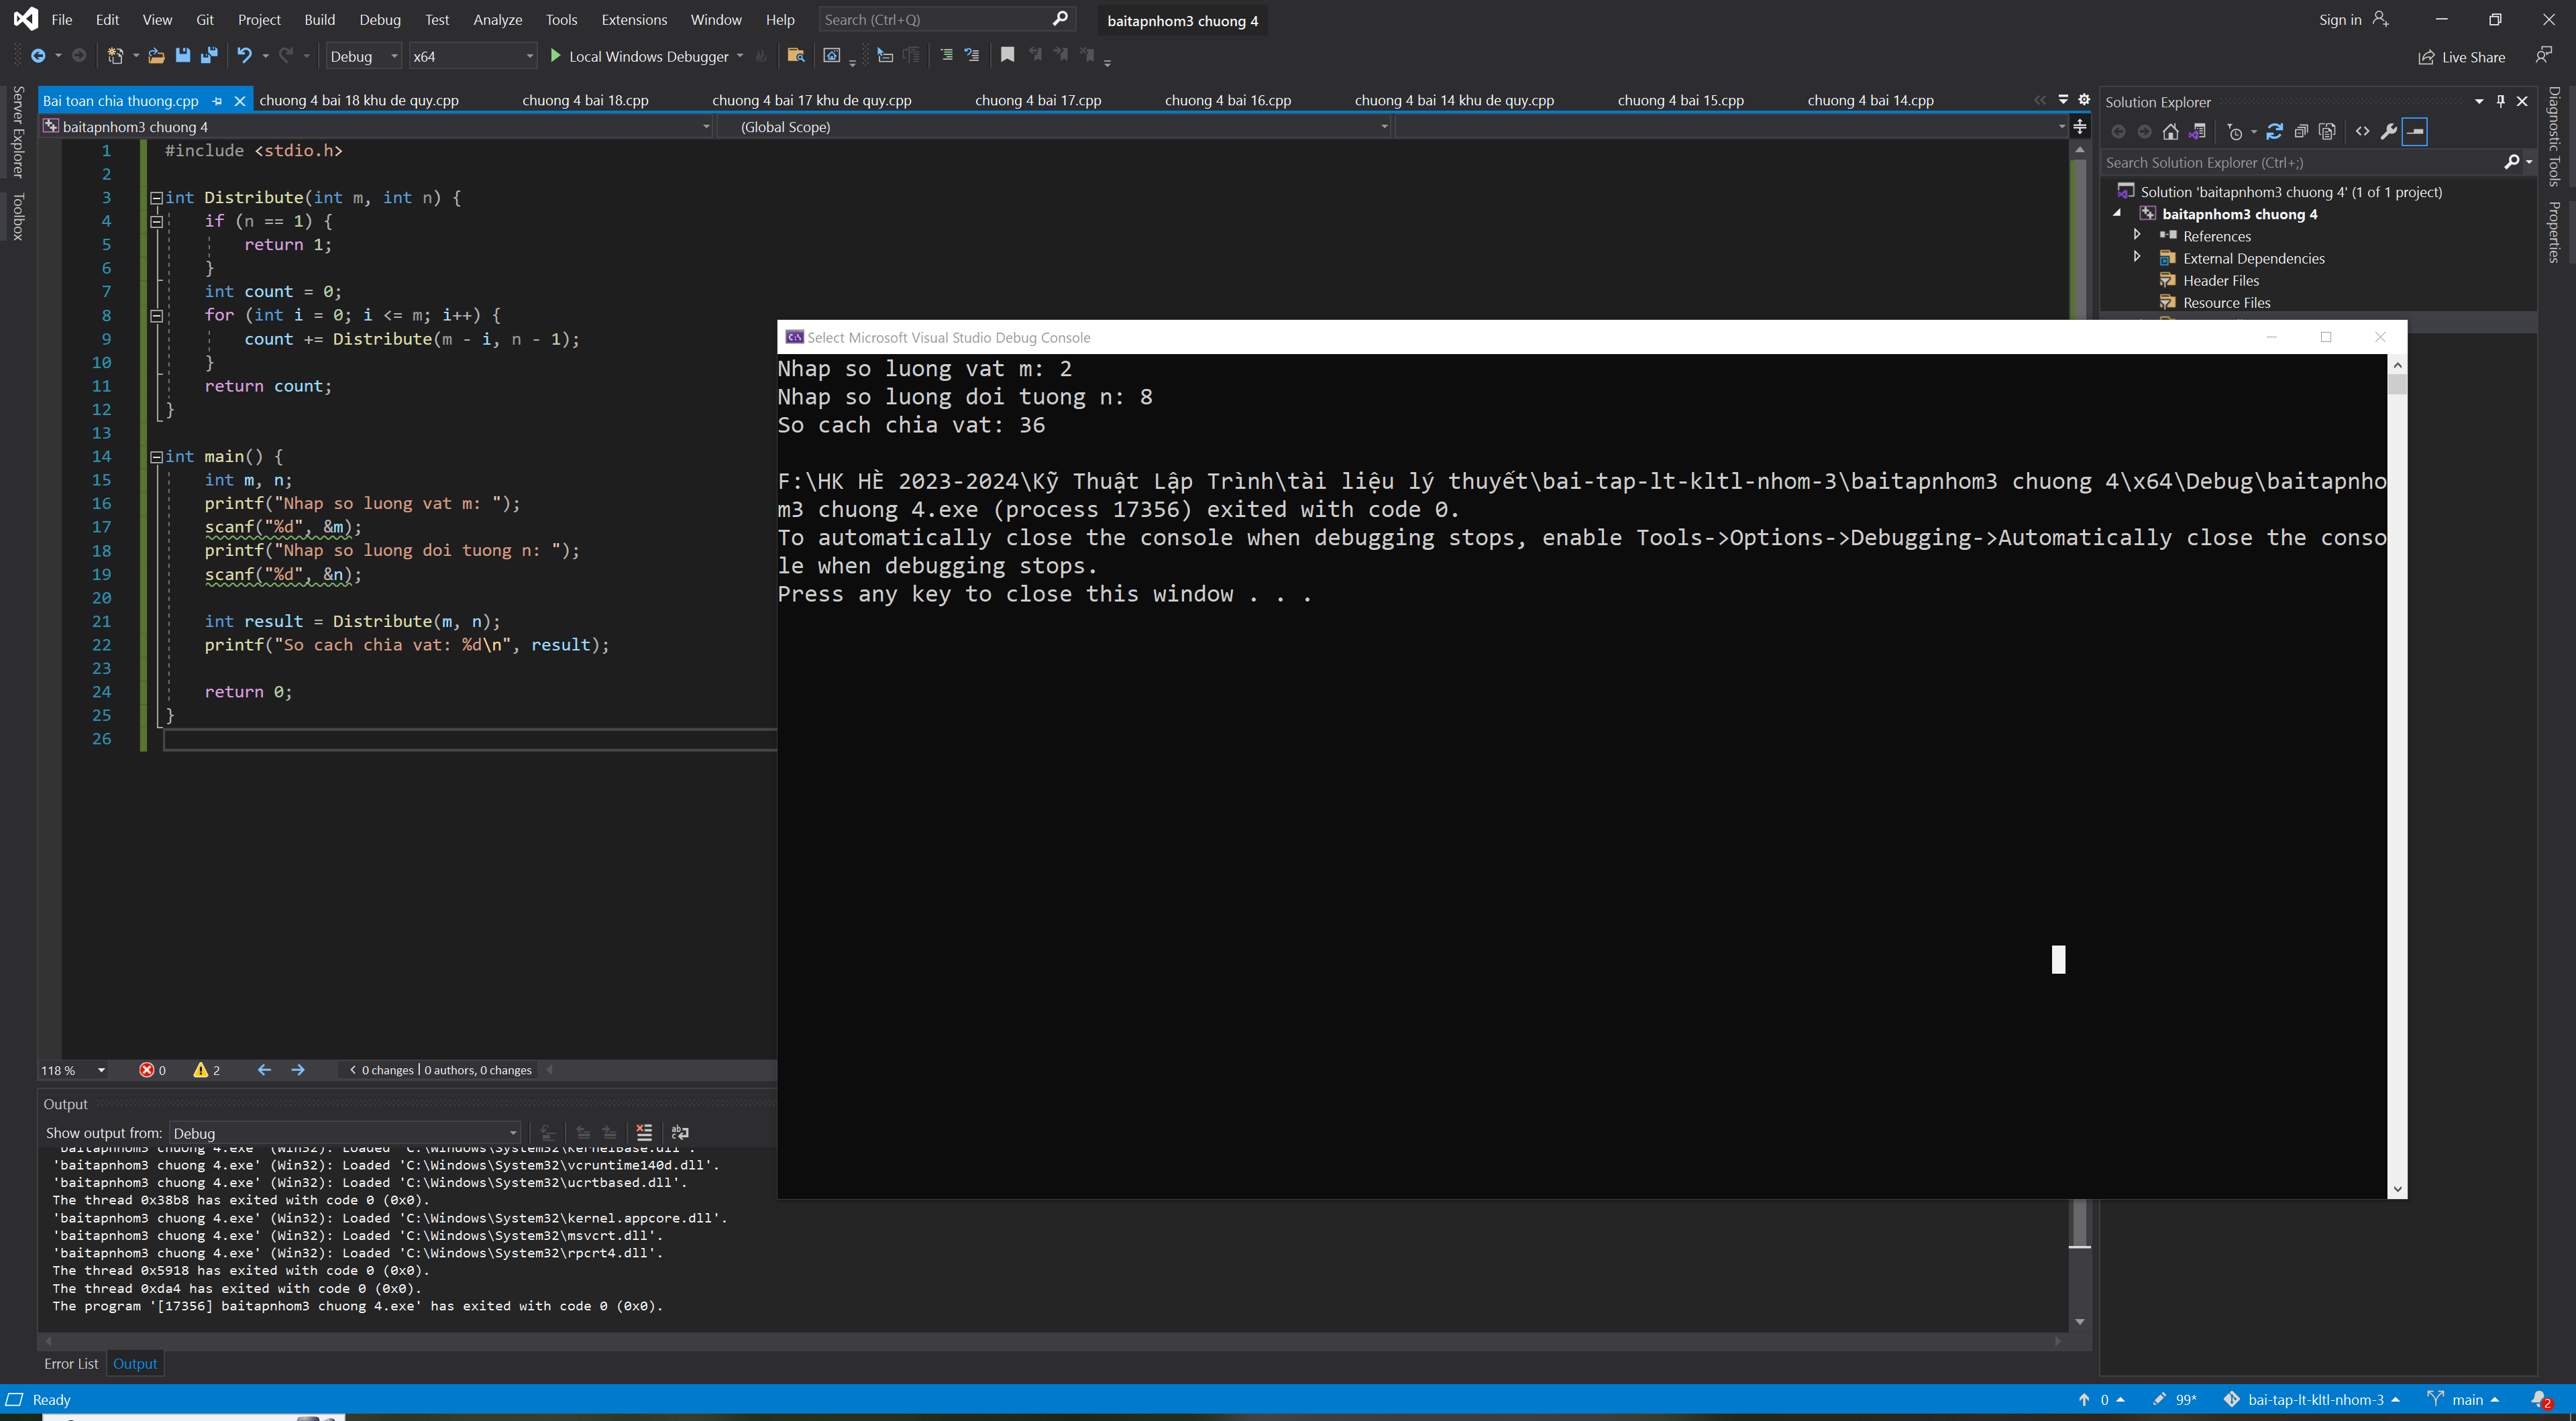 File Edit View Git Project Build Debug Test Analyze Tools Extensions Window Help Search (Ctrl+Q) baitapnhom3 chuong 4 Sign in
Debug x64 Local Windows Debugger Live Share
Server Explorer
Toolbox
Bai toan chia thuong.cpp chuong 4 bai 18 khu de quy.cpp chuong 4 bai 18.cpp chuong 4 bai 17 khu de quy.cpp chuong 4 bai 17.cpp chuong 4 bai 16.cpp chuong 4 bai 14 khu de quy.cpp chuong 4 bai 15.cpp chuong 4 bai 14.cpp
baitapnhom3 chuong 4 (Global Scope)
1 #include <stdio.h>
2
3 int Distribute(int m, int n) {
4 if (n == 1) {
5 return 1;
6 }
7 int count = 0;
8 for (int i = 0; i <= m; i++) {
9 count += Distribute(m - i, n - 1);
10 }
11 return count;
12 }
13
14 int main() {
15 int m, n;
16 printf("Nhap so luong vat m: ");
17 scanf("%d", &m);
18 printf("Nhap so luong doi tuong n: ");
19 scanf("%d", &n);
20
21 int result = Distribute(m, n);
22 printf("So cach chia vat: %d\n", result);
23
24 return 0;
25 }
26
Select Microsoft Visual Studio Debug Console
Nhap so luong vat m: 2
Nhap so luong doi tuong n: 8
So cach chia vat: 36
F:\HK HÈ 2023-2024\Kỹ Thuật Lập Trình\tài liệu lý thuyết\bai-tap-lt-kltl-nhom-3\baitapnhom3 chuong 4\x64\Debug\baitapnho
m3 chuong 4.exe (process 17356) exited with code 0.
To automatically close the console when debugging stops, enable Tools->Options->Debugging->Automatically close the conso
le when debugging stops.
Press any key to close this window . . .
Solution Explorer
Search Solution Explorer (Ctrl+;)
Solution 'baitapnhom3 chuong 4' (1 of 1 project)
baitapnhom3 chuong 4
References
External Dependencies
Header Files
Resource Files
Diagnostic Tools
Properties
118 % 0 2 0 changes | 0 authors, 0 changes
Output
Show output from: Debug
'baitapnhom3 chuong 4.exe' (Win32): Loaded 'C:\Windows\System32\KernelBase.dll'.
'baitapnhom3 chuong 4.exe' (Win32): Loaded 'C:\Windows\System32\vcruntime140d.dll'.
'baitapnhom3 chuong 4.exe' (Win32): Loaded 'C:\Windows\System32\ucrtbased.dll'.
The thread 0x38b8 has exited with code 0 (0x0).
'baitapnhom3 chuong 4.exe' (Win32): Loaded 'C:\Windows\System32\kernel.appcore.dll'.
'baitapnhom3 chuong 4.exe' (Win32): Loaded 'C:\Windows\System32\msvcrt.dll'.
'baitapnhom3 chuong 4.exe' (Win32): Loaded 'C:\Windows\System32\rpcrt4.dll'.
The thread 0x5918 has exited with code 0 (0x0).
The thread 0xda4 has exited with code 0 (0x0).
The program '[17356] baitapnhom3 chuong 4.exe' has exited with code 0 (0x0).
Error List Output
Ready 0 99* bai-tap-lt-kltl-nhom-3 main 2